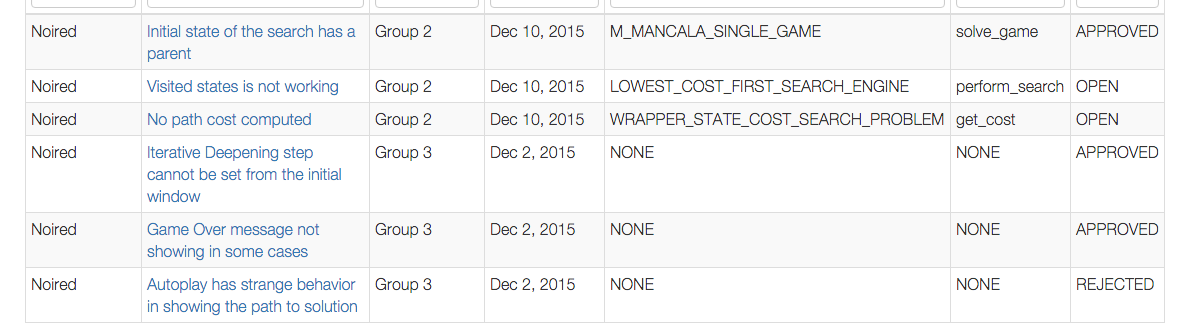 Noired Initial state of the search has a Group 2 Dec 10, 2015 M_MANCALA_SINGLE_GAME solve_game APPROVED
parent
Noired Visited states is not working Group 2 Dec 10, 2015 LOWEST_COST_FIRST_SEARCH_ENGINE perform_search OPEN
Noired No path cost computed Group 2 Dec 10, 2015 WRAPPER_STATE_COST_SEARCH_PROBLEM get_cost OPEN
Noired Iterative Deepening step Group 3 Dec 2, 2015 NONE NONE APPROVED
cannot be set from the initial
window
Noired Game Over message not Group 3 Dec 2, 2015 NONE NONE APPROVED
showing in some cases
Noired Autoplay has strange behavior Group 3 Dec 2, 2015 NONE NONE REJECTED
in showing the path to solution